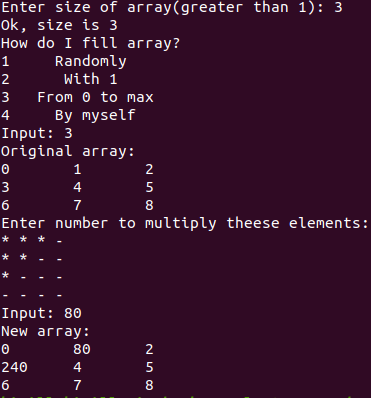 Enter size of array(greater than 1): 3
Ok, size is 3
How do I fill array?
1 Randomly
2 With 1
3 From 0 to max
4 By myself
Input: 3
Original array:
0 1 2
3 4 5
6 7 8
Enter number to multiply theese elements:
* * * -
* * - -
* - - -
- - - -
Input: 80
New array:
0 80 2
240 4 5
6 7 8